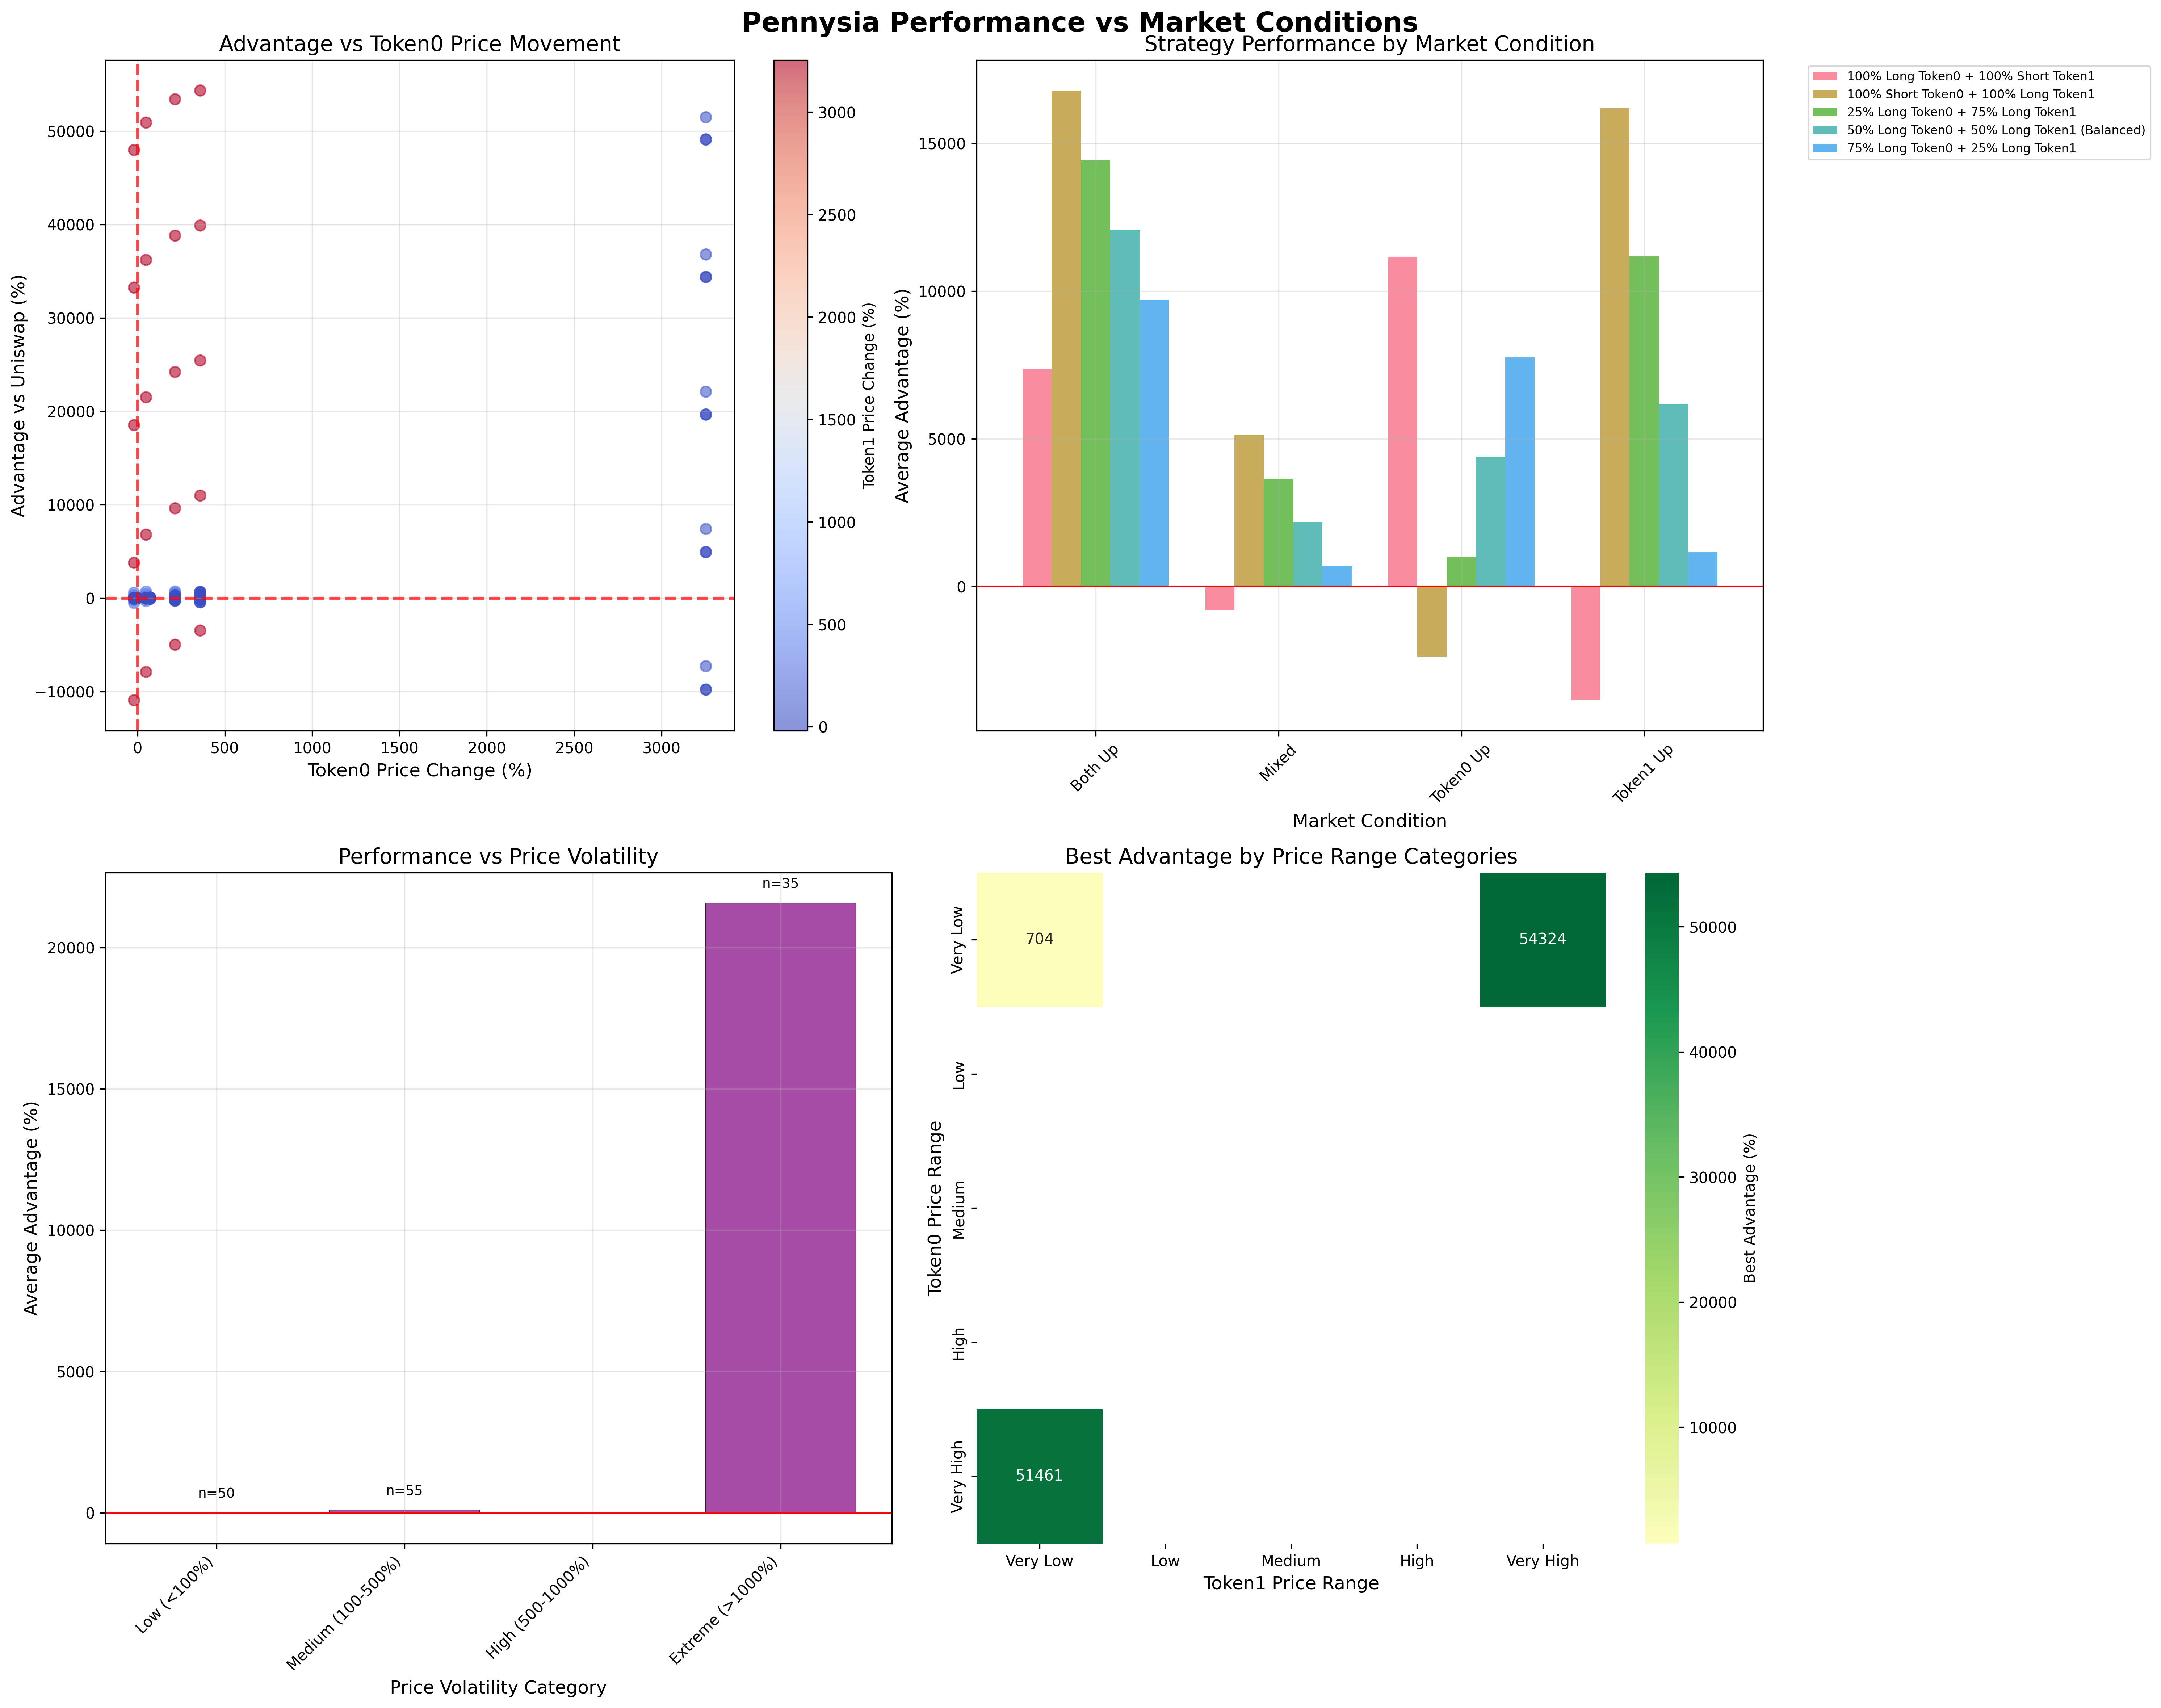 Pennysia Performance vs Market Conditions
Advantage vs Token0 Price Movement
Advantage vs Uniswap (%)
50000
40000
30000
20000
10000
0
−10000
0 500 1000 1500 2000 2500 3000
Token0 Price Change (%)
3000
2500
2000
1500
1000
500
0
Token1 Price Change (%)
Strategy Performance by Market Condition
Average Advantage (%)
15000
10000
5000
0
Both Up Mixed Token0 Up Token1 Up
Market Condition
100% Long Token0 + 100% Short Token1
100% Short Token0 + 100% Long Token1
25% Long Token0 + 75% Long Token1
50% Long Token0 + 50% Long Token1 (Balanced)
75% Long Token0 + 25% Long Token1
Performance vs Price Volatility
Average Advantage (%)
20000
15000
10000
5000
0
n=50
n=55
n=35
Low (<100%) Medium (100-500%) High (500-1000%) Extreme (>1000%)
Price Volatility Category
Best Advantage by Price Range Categories
Token0 Price Range
Very Low
Low
Medium
High
Very High
704
54324
51461
Very Low Low Medium High Very High
Token1 Price Range
50000
40000
30000
20000
10000
Best Advantage (%)